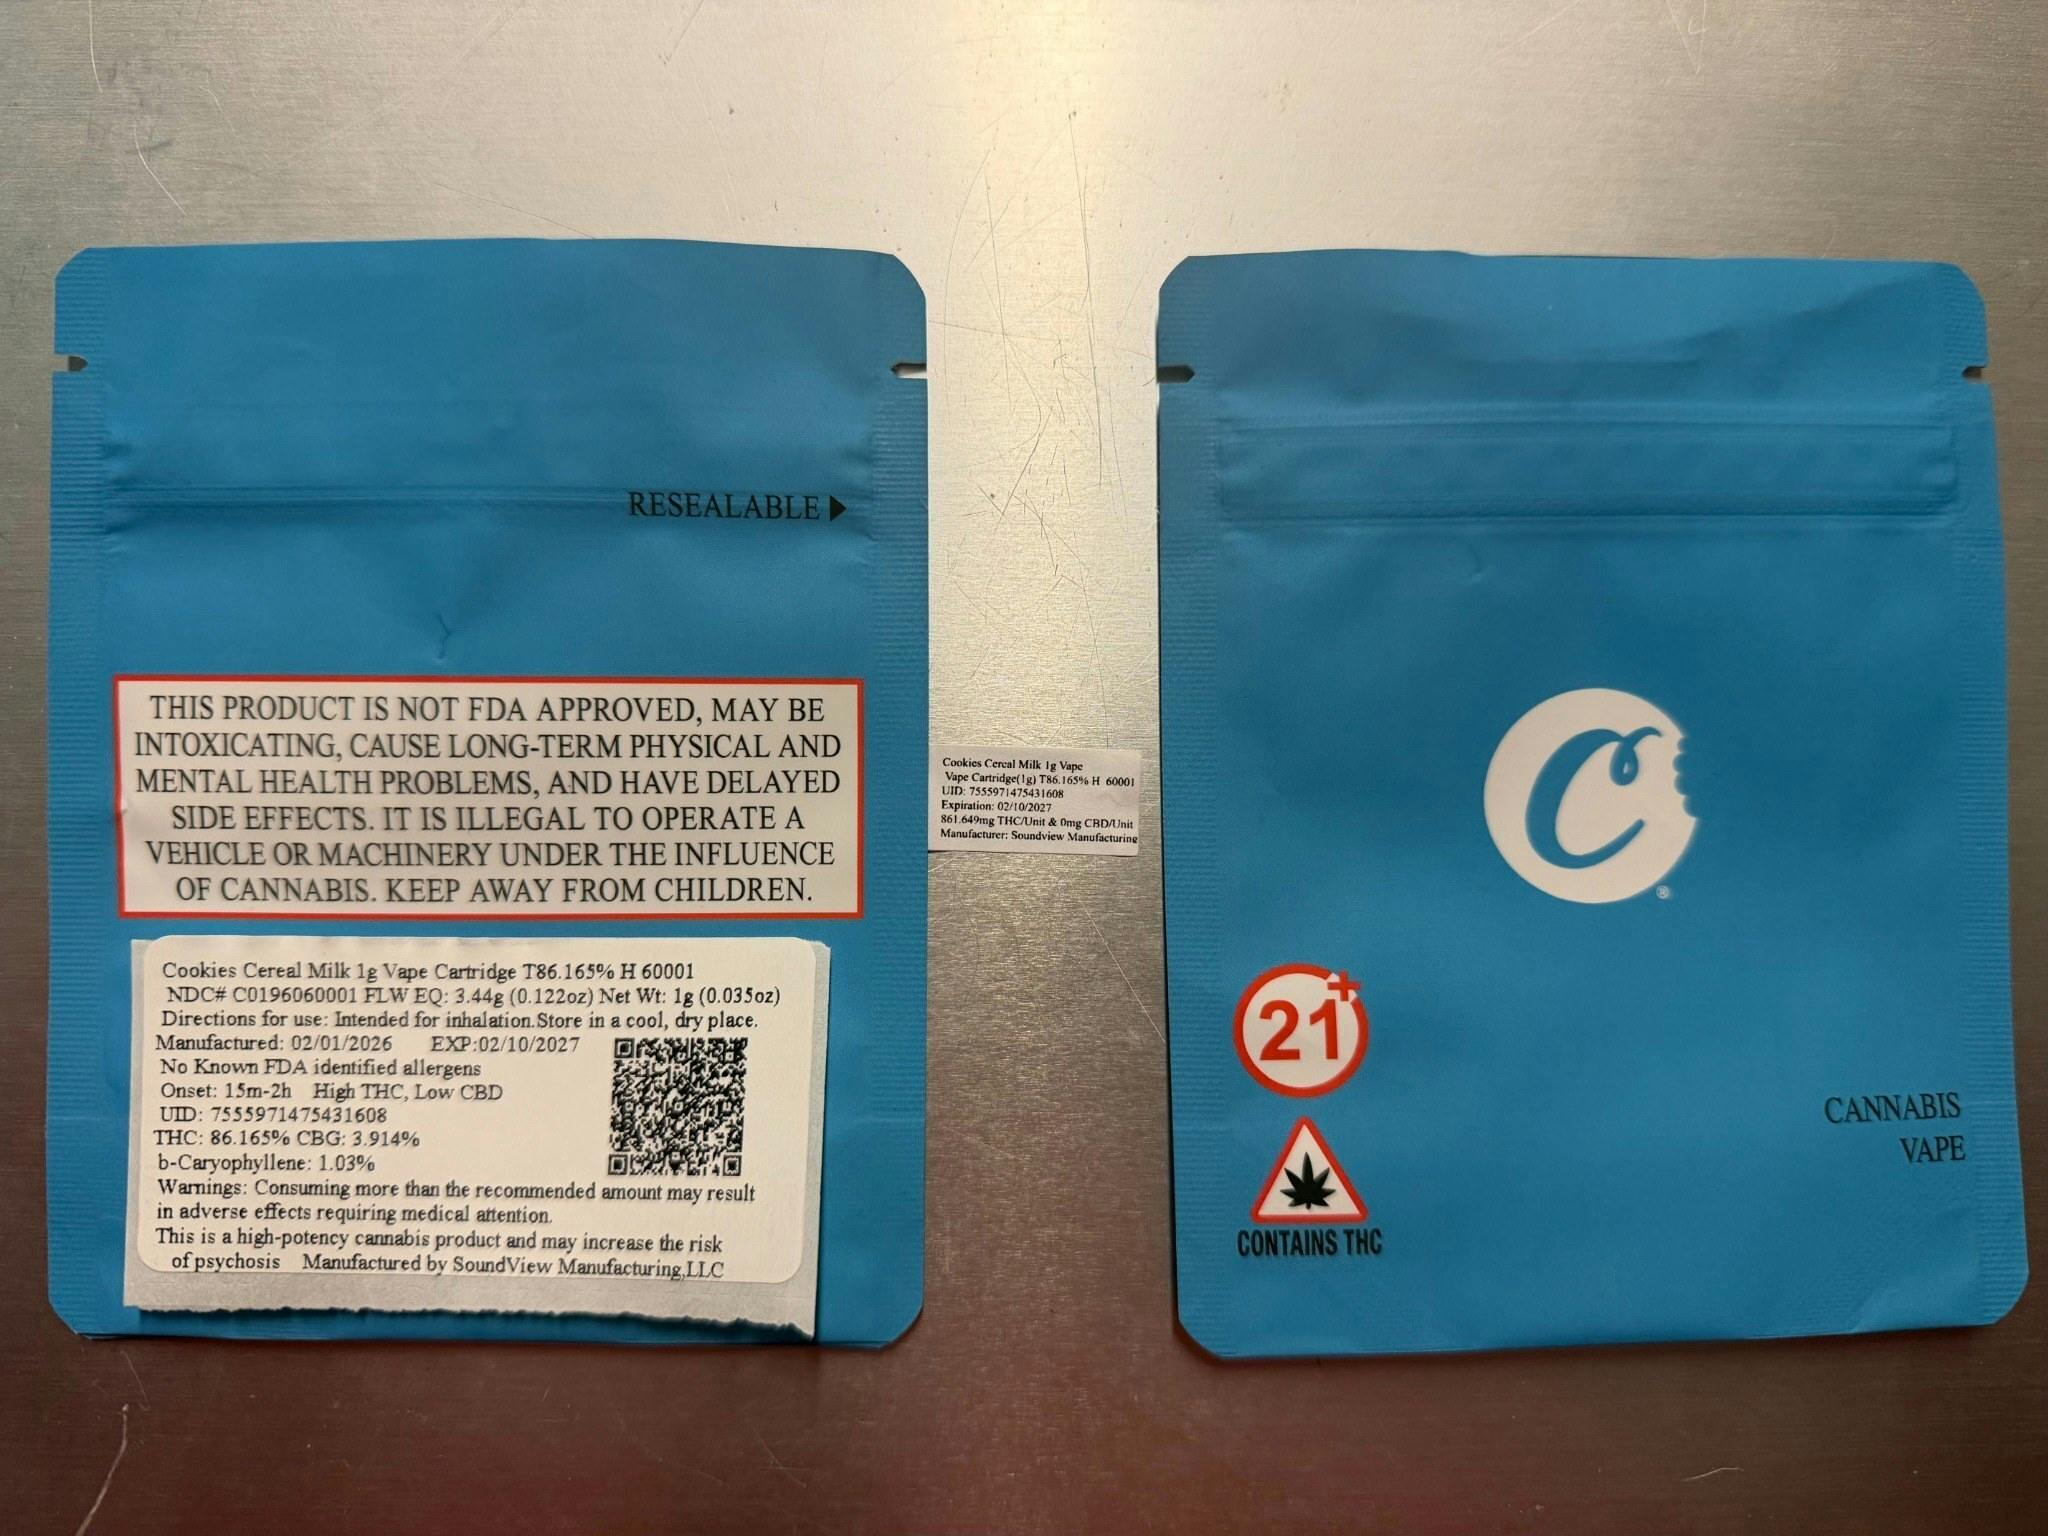 RESEALABLE ▶
THIS PRODUCT IS NOT FDA APPROVED, MAY BE
INTOXICATING, CAUSE LONG-TERM PHYSICAL AND
MENTAL HEALTH PROBLEMS, AND HAVE DELAYED
SIDE EFFECTS. IT IS ILLEGAL TO OPERATE A
VEHICLE OR MACHINERY UNDER THE INFLUENCE
OF CANNABIS. KEEP AWAY FROM CHILDREN.
Cookies Cereal Milk 1g Vape Cartridge T86.165% H 60001
NDC# C0196060001 FLW EQ: 3.44g (0.122oz) Net Wt: 1g (0.035oz)
Directions for use: Intended for inhalation.Store in a cool, dry place.
Manufactured: 02/01/2026 EXP:02/10/2027
No Known FDA identified allergens
Onset: 15m-2h High THC, Low CBD
UID: 7555971475431608
THC: 86.165% CBG: 3.914%
b-Caryophyllene: 1.03%
Warnings: Consuming more than the recommended amount may result
in adverse effects requiring medical attention.
This is a high-potency cannabis product and may increase the risk
of psychosis Manufactured by SoundView Manufacturing,LLC
Cookies Cereal Milk 1g Vape
Vape Cartridge(1g) T86.165% H 60001
UID: 7555971475431608
Expiration: 02/10/2027
861.649mg THC/Unit & 0mg CBD/Unit
Manufacturer: Soundview Manufacturing
C
®
21+
CONTAINS THC
CANNABIS
VAPE